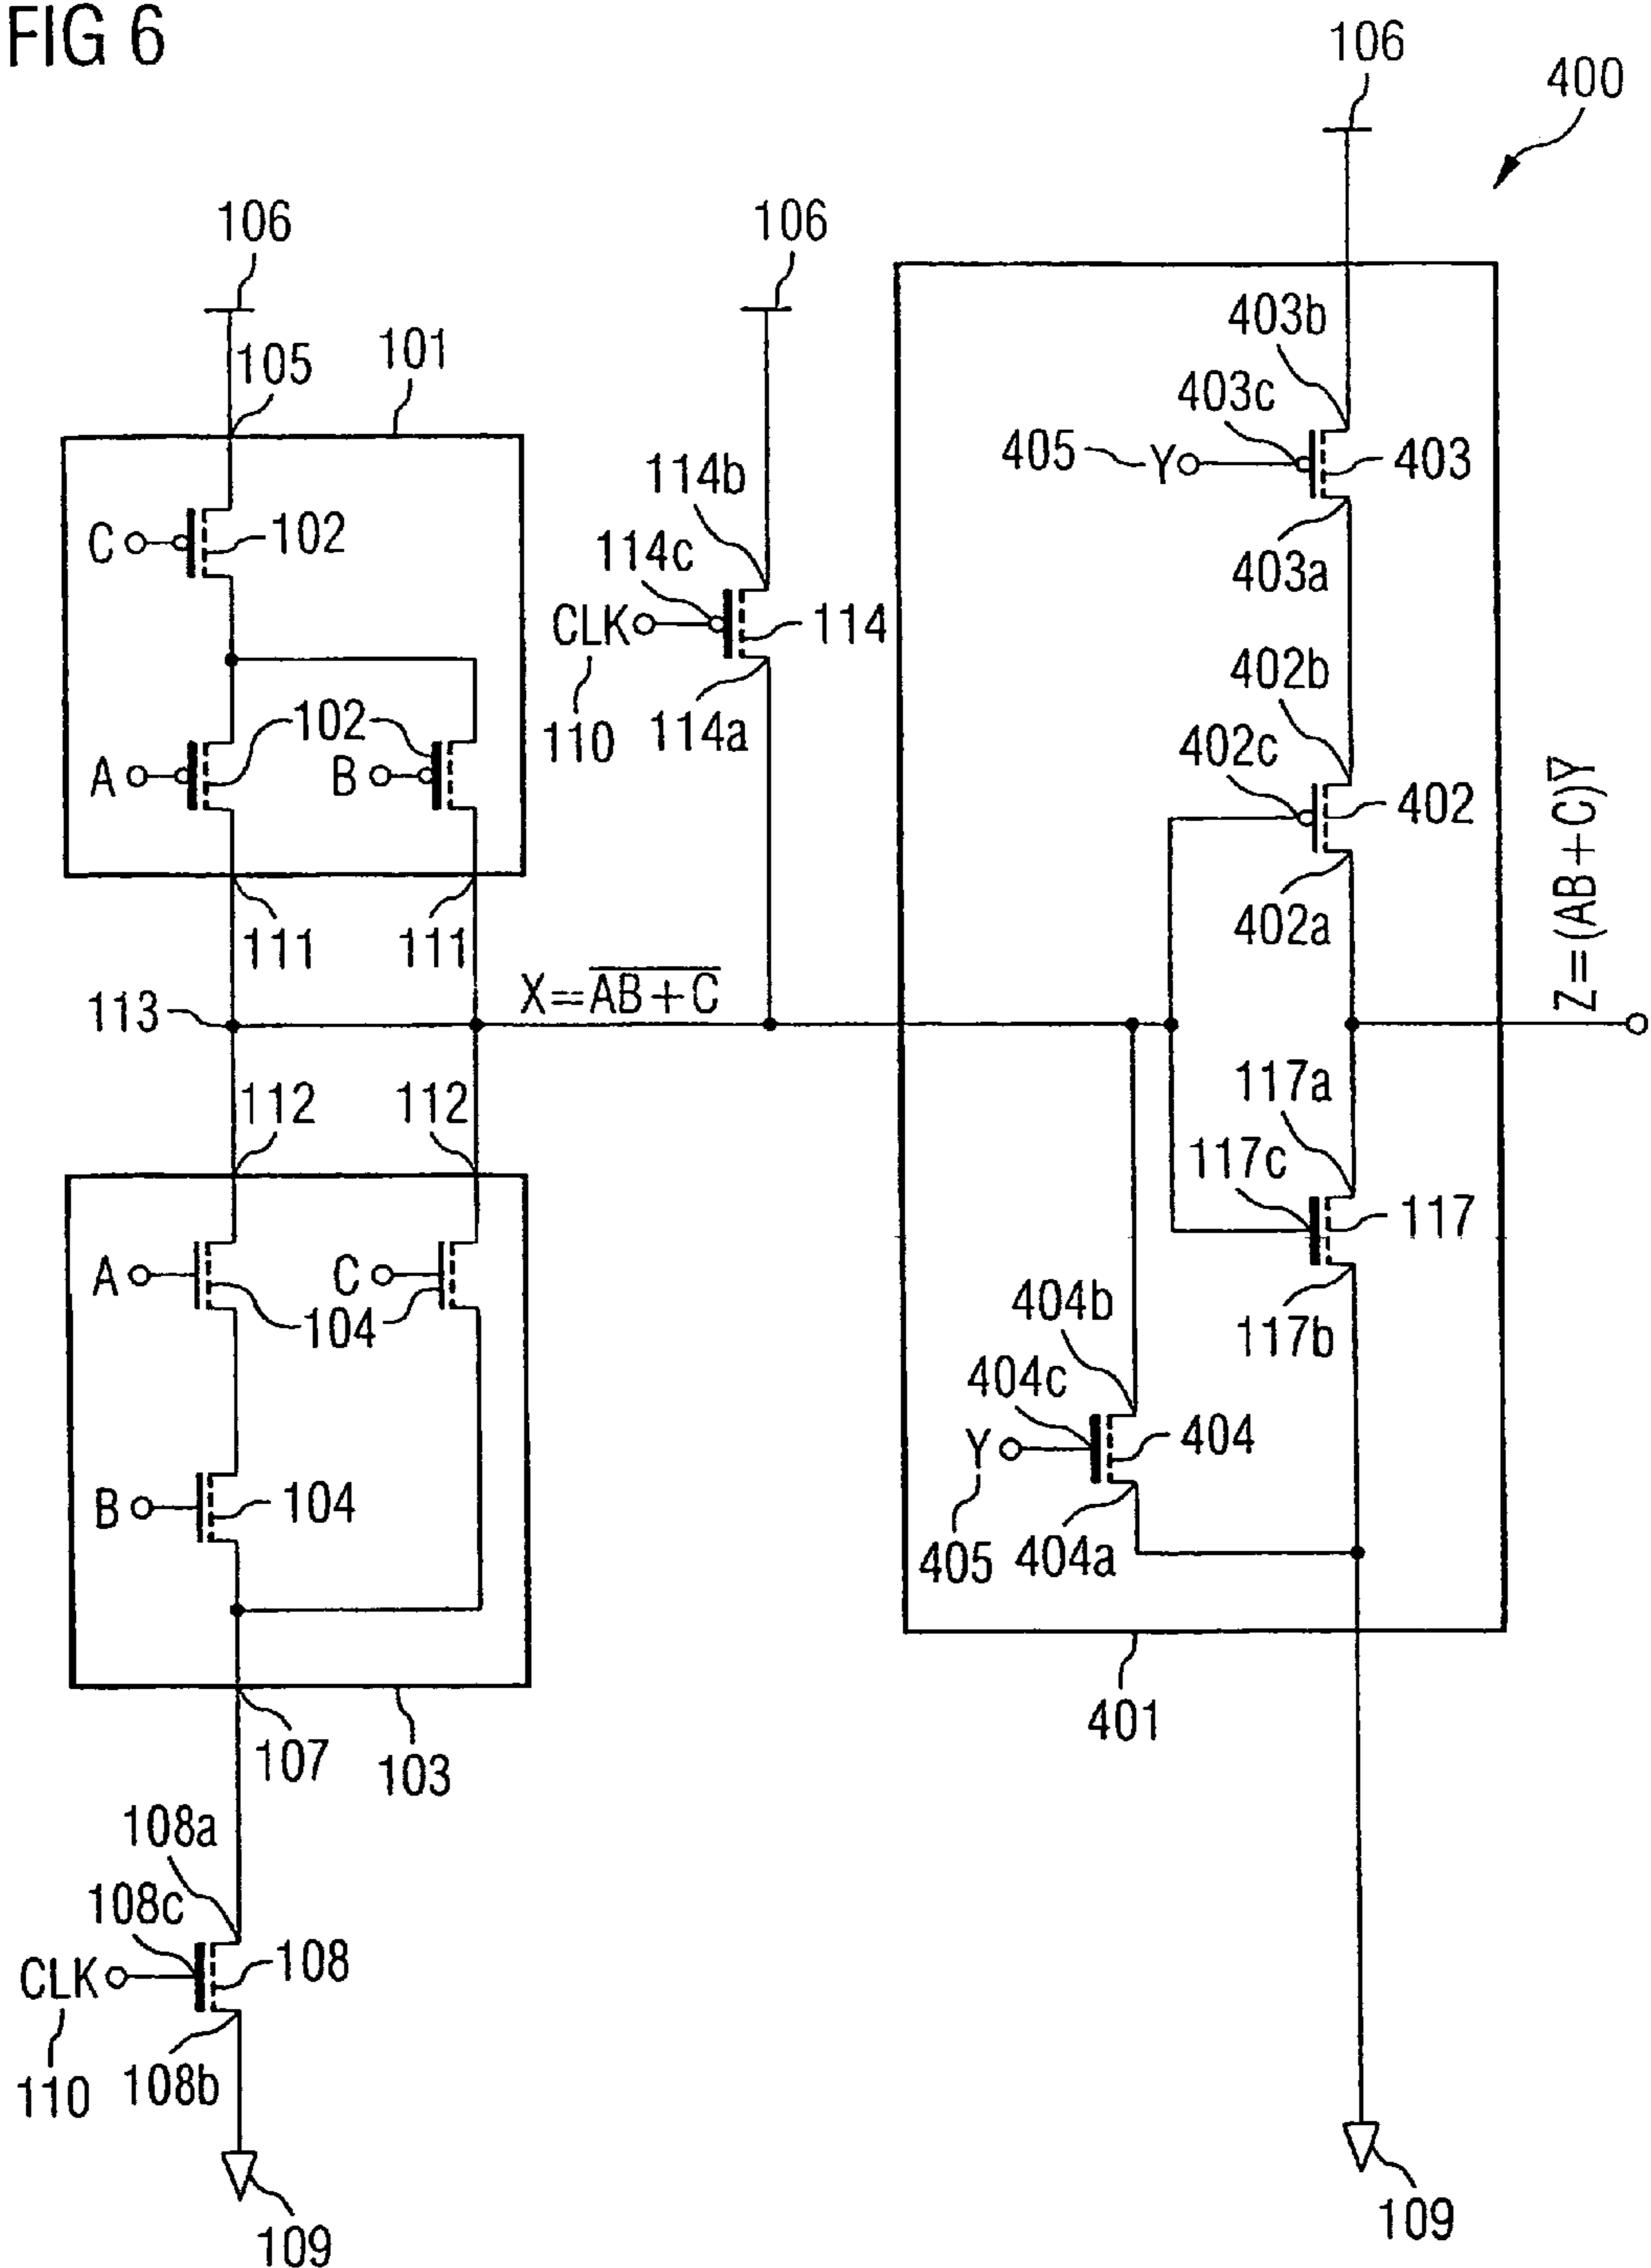 FIG 6
106
400
106
106
403b
105
101
403c
405
Y
403
114b
C
102
114c
403a
CLK
114
402b
102
110
114a
402c
A
B
402
Z=(AB+C)Y̅
402a
111
111
X=A̅B̅+̅C̅
113
117a
112
112
117c
117
A
C
404b
117b
104
404c
Y
404
B
104
405
404a
401
107
103
108a
108c
CLK
108
110
108b
109
109